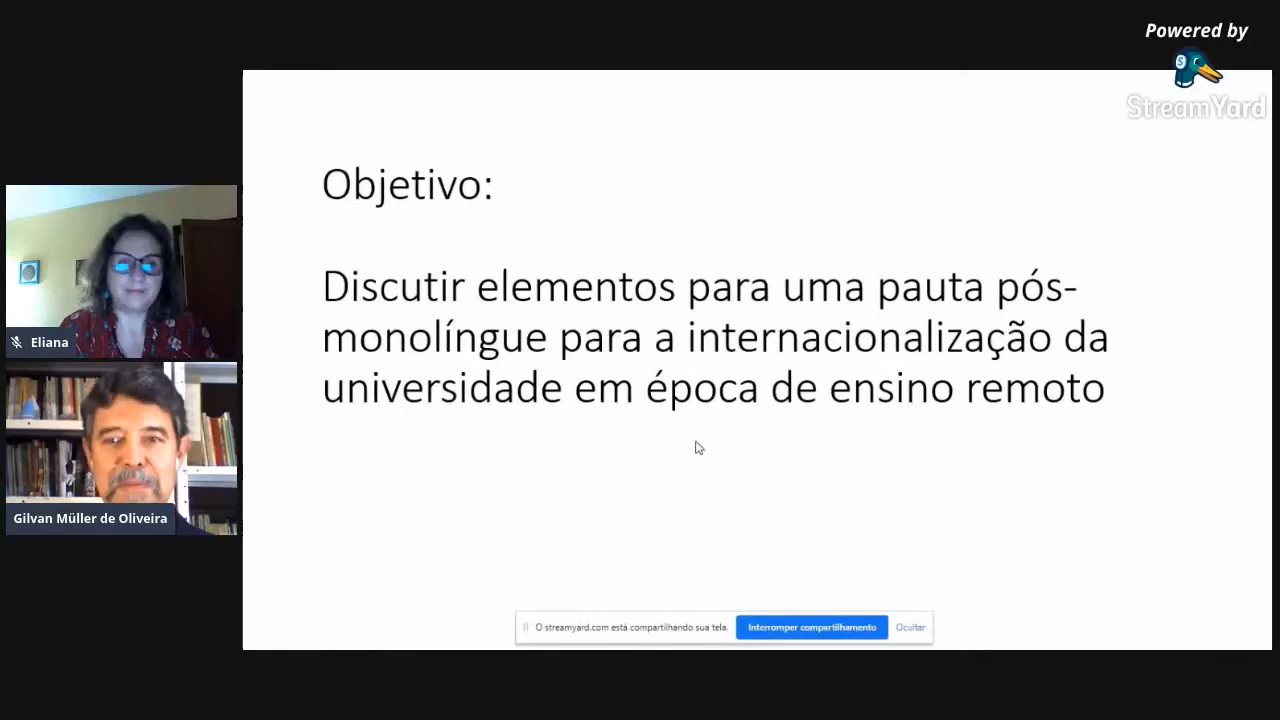 Powered by
StreamYard
Objetivo:
Discutir elementos para uma pauta pós-
monolíngue para a internacionalização da
universidade em época de ensino remoto
Eliana
Gilvan Müller de Oliveira
O streamyard.com está compartilhando sua tela.
Interromper compartilhamento
Ocultar